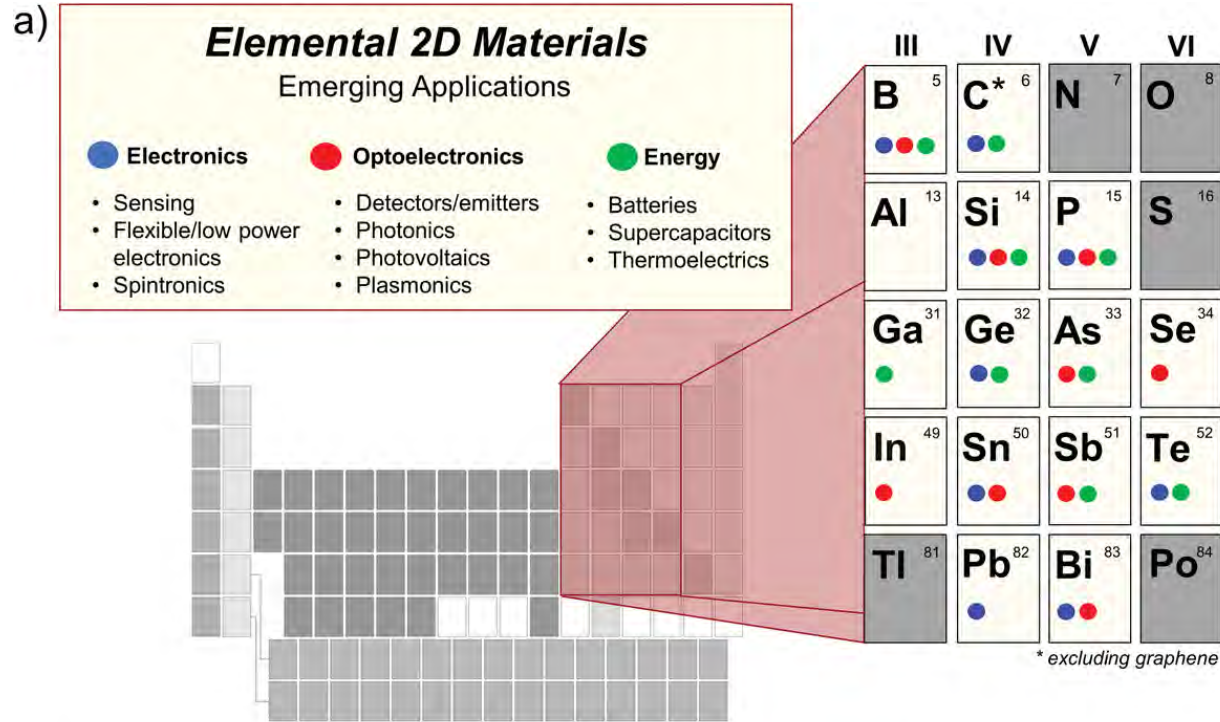 a)
Elemental 2D Materials
Emerging Applications
Electronics
• Sensing
• Flexible/low power
electronics
• Spintronics
Optoelectronics
• Detectors/emitters
• Photonics
• Photovoltaics
• Plasmonics
Energy
• Batteries
• Supercapacitors
• Thermoelectrics
III IV V VI
B 5 C* 6 N 7 O 8
Al 13 Si 14 P 15 S 16
Ga 31 Ge 32 As 33 Se 34
In 49 Sn 50 Sb 51 Te 52
Tl 81 Pb 82 Bi 83 Po 84
* excluding graphene